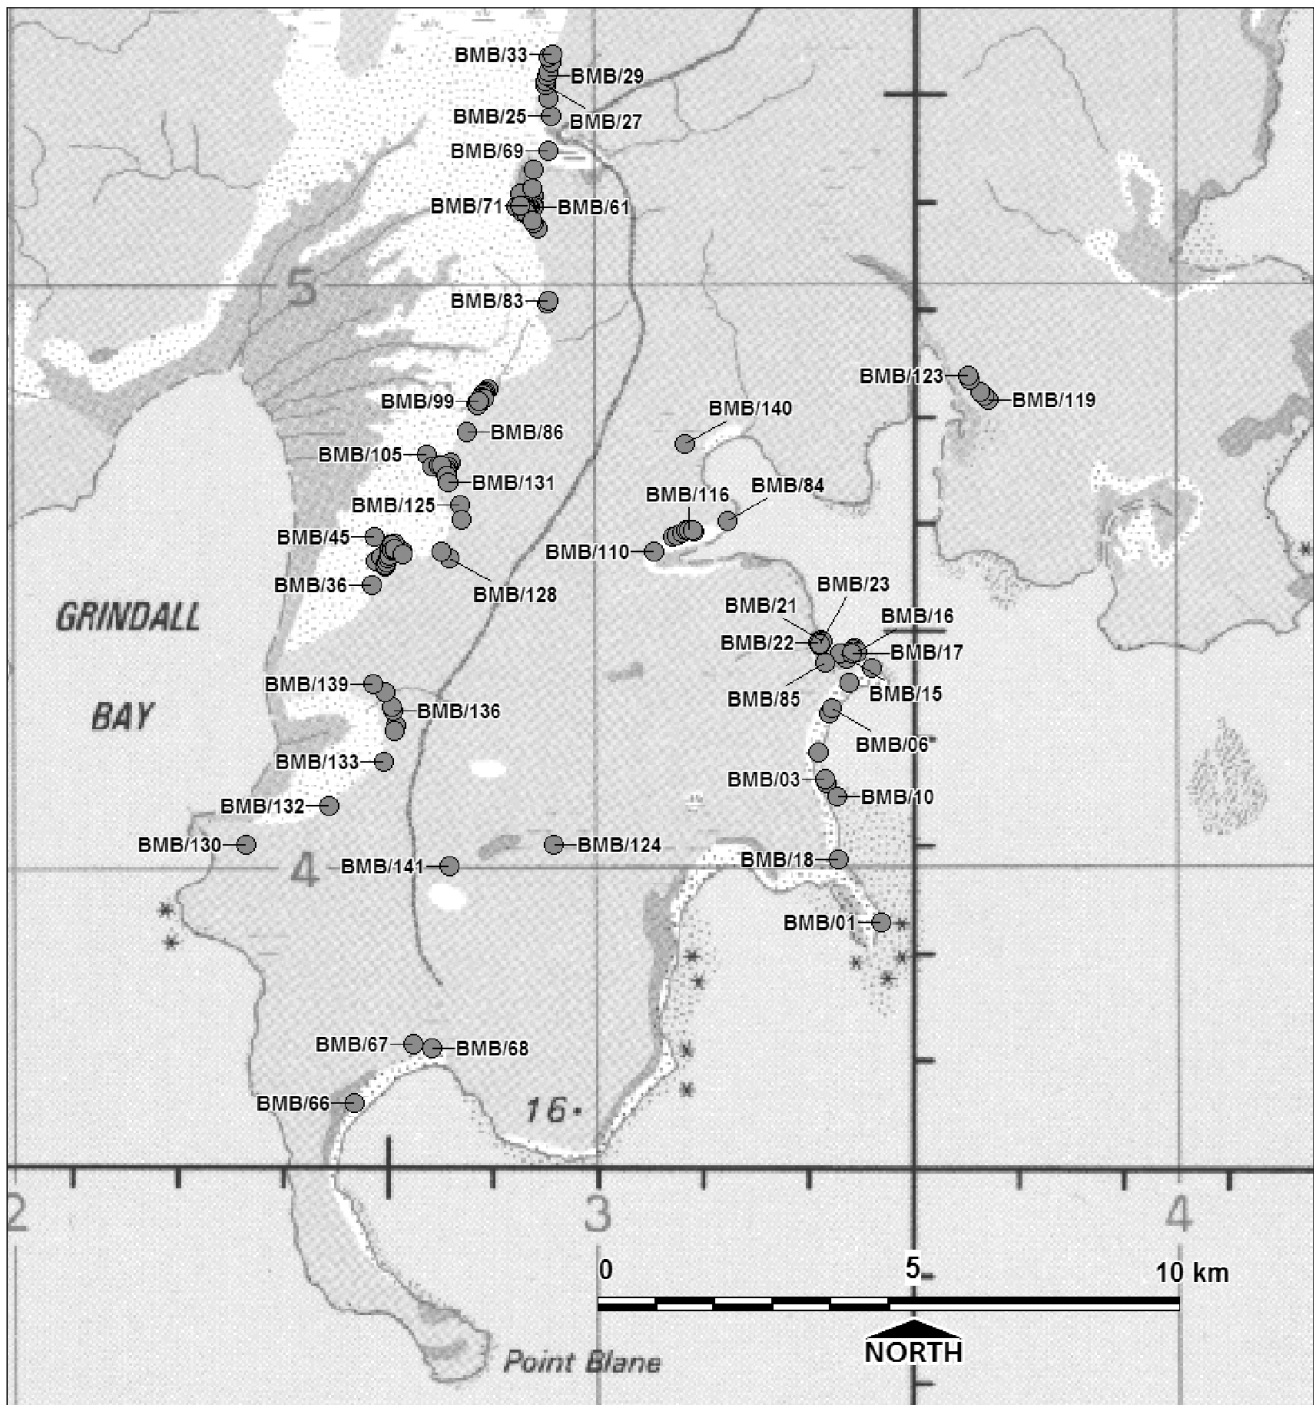 BMB/33
BMB/29
BMB/25
BMB/27
BMB/69
BMB/71
BMB/61
5
BMB/83
BMB/123
BMB/99
BMB/119
BMB/140
BMB/86
BMB/105
BMB/131
BMB/116
BMB/84
BMB/125
BMB/45
BMB/110
BMB/36
BMB/23
BMB/128
BMB/21
GRINDALL
BMB/16
BMB/22
BMB/17
BMB/139
BMB/85
BMB/15
BAY
BMB/136
BMB/06
BMB/133
BMB/03
BMB/132
BMB/10
BMB/130
BMB/124
BMB/18
BMB/141
4
BMB/01
BMB/67
BMB/68
BMB/66
16
2
3
4
0
5
10 km
NORTH
Point Blane